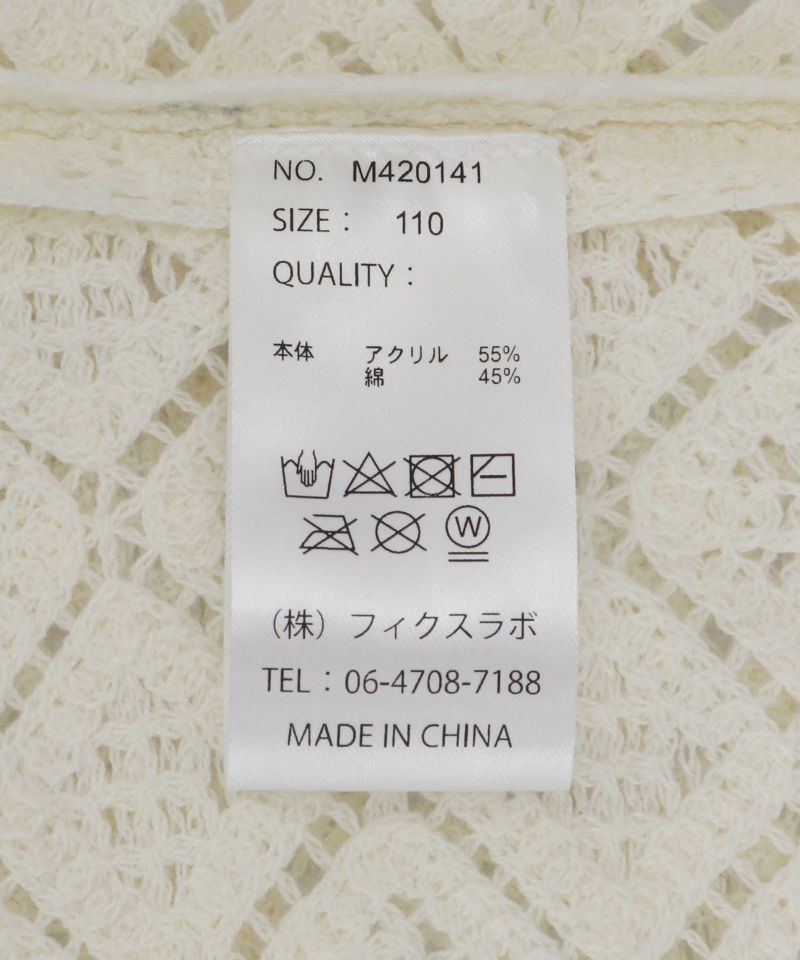 NO. M420141
SIZE： 110
QUALITY：
本体 アクリル 55%
綿 45%
W
（株）フィクスラボ
TEL：06-4708-7188
MADE IN CHINA